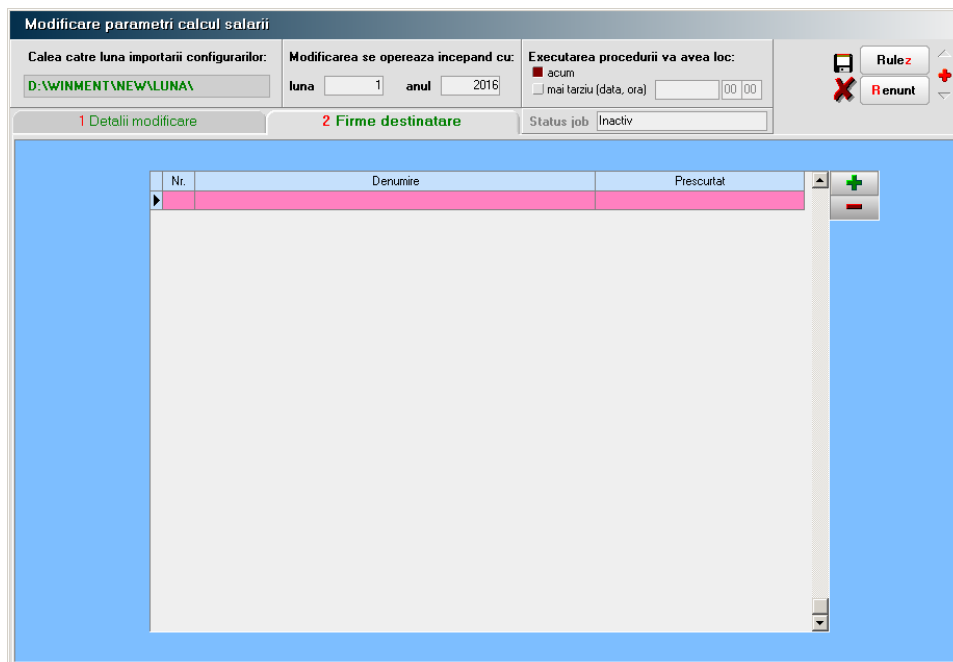 Modificare parametri calcul salarii
Calea catre luna importarii configurarilor:
D:\WINMENT\NEW\LUNA\
Modificarea se opereaza incepand cu:
luna 1 anul 2016
Executarea procedurii va avea loc:
acum
mai tarziu (data, ora) 00 00
Rulez
Renunt
1 Detalii modificare
2 Firme destinatare
Status job Inactiv
Nr. Denumire Prescurtat